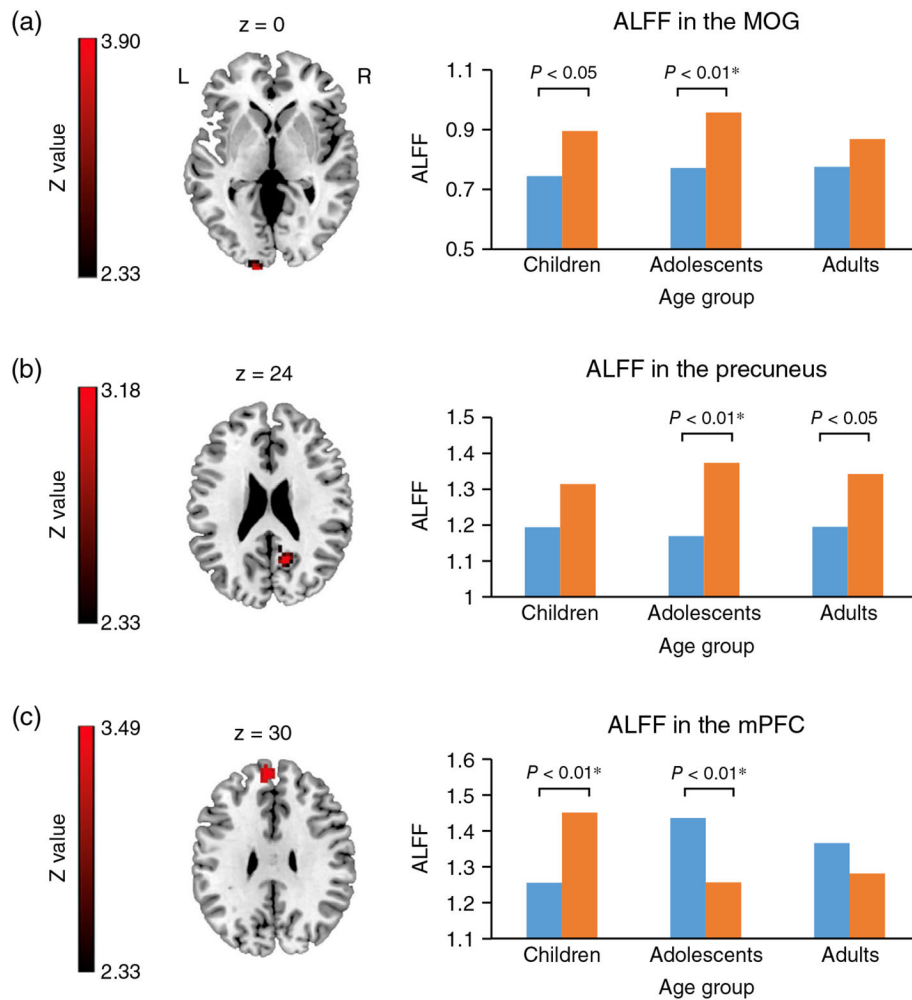 (a)
3.90
Z value
2.33
z = 0
L
R
ALFF in the MOG
P < 0.05
P < 0.01*
1.1
0.9
0.7
0.5
ALFF
Children
Adolescents
Adults
Age group
(b)
3.18
Z value
2.33
z = 24
ALFF in the precuneus
P < 0.01*
P < 0.05
1.5
1.4
1.3
1.2
1.1
1
ALFF
Children
Adolescents
Adults
Age group
(c)
3.49
Z value
2.33
z = 30
ALFF in the mPFC
P < 0.01*
P < 0.01*
1.6
1.5
1.4
1.3
1.2
1.1
ALFF
Children
Adolescents
Adults
Age group